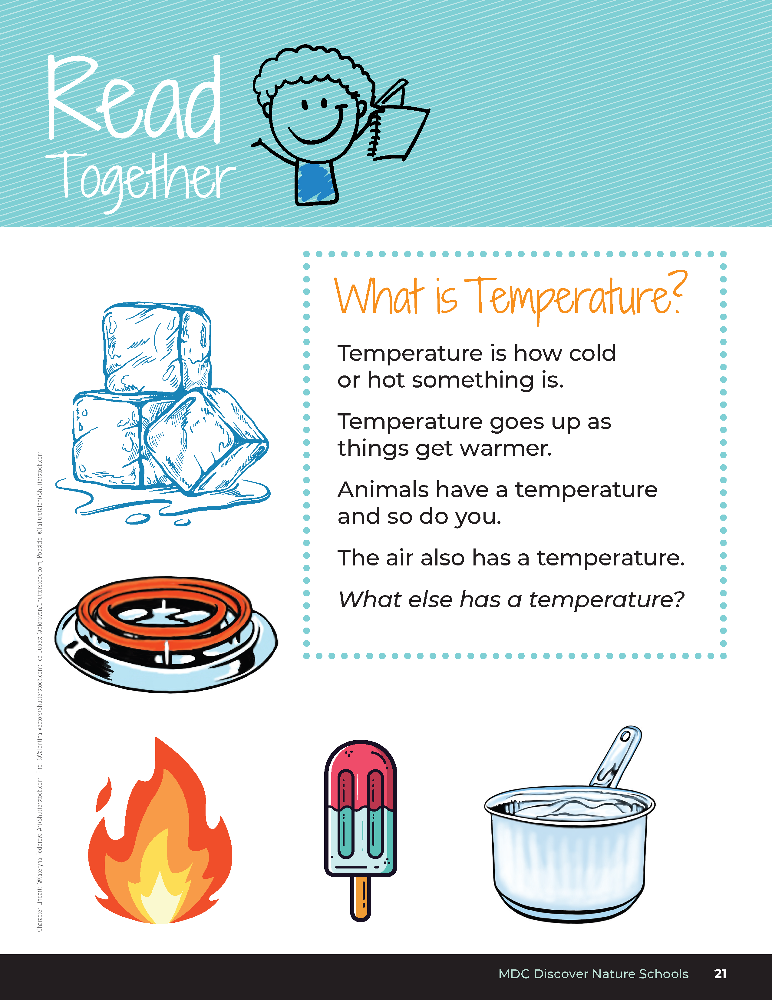 Read
Together
What is Temperature?
Temperature is how cold
or hot something is.
Temperature goes up as
things get warmer.
Animals have a temperature
and so do you.
The air also has a temperature.
What else has a temperature?
Character Lineart: @Kateryna Fedorova Art/Shutterstock.com; Fire: ©Valentina Vectors/Shutterstock.com; Ice Cubes: ©bioraven/Shutterstock.com; Popsicle: ©Failuretalent/Shutterstock.com
MDC Discover Nature Schools 21